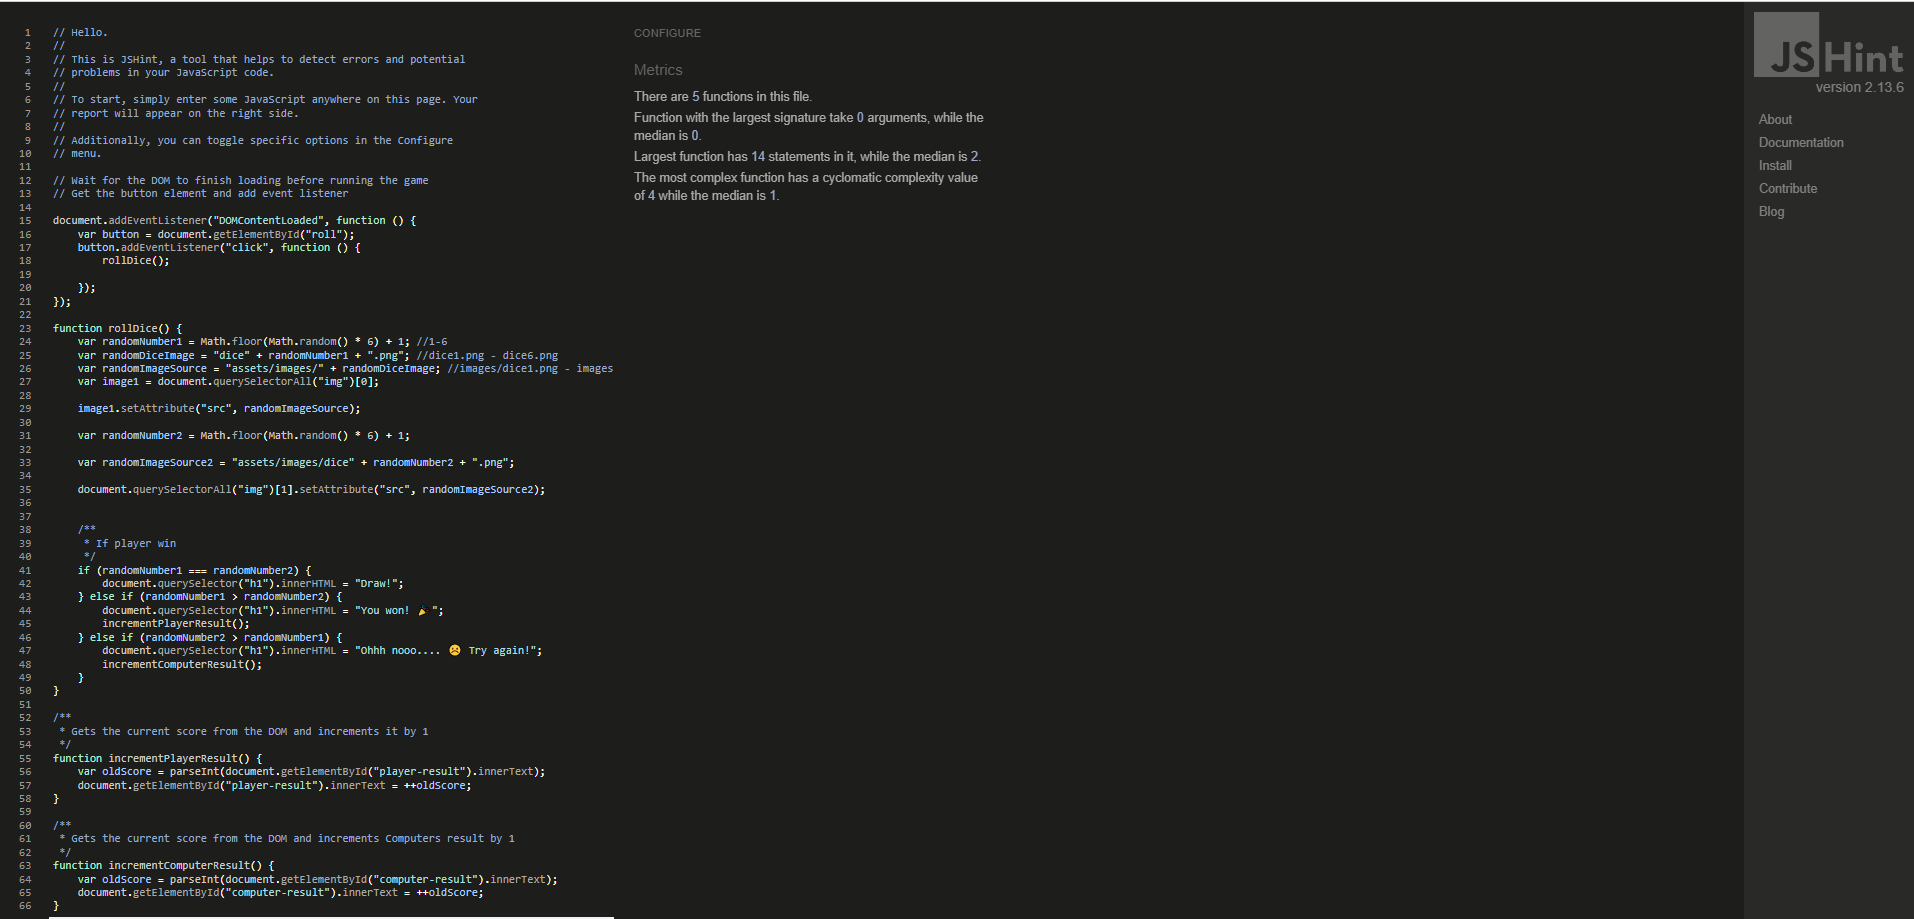 1 // Hello.
2 //
3 // This is JSHint, a tool that helps to detect errors and potential
4 // problems in your JavaScript code.
5 //
6 // To start, simply enter some JavaScript anywhere on this page. Your
7 // report will appear on the right side.
8 //
9 // Additionally, you can toggle specific options in the Configure
10 // menu.
11
12 // Wait for the DOM to finish loading before running the game
13 // Get the button element and add event listener
14
15 document.addEventListener("DOMContentLoaded", function () {
16     var button = document.getElementById("roll");
17     button.addEventListener("click", function () {
18         rollDice();
19
20     });
21 });
22
23 function rollDice() {
24     var randomNumber1 = Math.floor(Math.random() * 6) + 1; //1-6
25     var randomDiceImage = "dice" + randomNumber1 + ".png"; //dice1.png - dice6.png
26     var randomImageSource = "assets/images/" + randomDiceImage; //images/dice1.png - images
27     var image1 = document.querySelectorAll("img")[0];
28
29     image1.setAttribute("src", randomImageSource);
30
31     var randomNumber2 = Math.floor(Math.random() * 6) + 1;
32
33     var randomImageSource2 = "assets/images/dice" + randomNumber2 + ".png";
34
35     document.querySelectorAll("img")[1].setAttribute("src", randomImageSource2);
36
37
38     /**
39      * If player win
40      */
41     if (randomNumber1 === randomNumber2) {
42         document.querySelector("h1").innerHTML = "Draw!";
43     } else if (randomNumber1 > randomNumber2) {
44         document.querySelector("h1").innerHTML = "You won! 🎉";
45         incrementPlayerResult();
46     } else if (randomNumber2 > randomNumber1) {
47         document.querySelector("h1").innerHTML = "Ohhh nooo.... ☹️ Try again!";
48         incrementComputerResult();
49     }
50 }
51
52 /**
53  * Gets the current score from the DOM and increments it by 1
54  */
55 function incrementPlayerResult() {
56     var oldScore = parseInt(document.getElementById("player-result").innerText);
57     document.getElementById("player-result").innerText = ++oldScore;
58 }
59
60 /**
61  * Gets the current score from the DOM and increments Computers result by 1
62  */
63 function incrementComputerResult() {
64     var oldScore = parseInt(document.getElementById("computer-result").innerText);
65     document.getElementById("computer-result").innerText = ++oldScore;
66 }
CONFIGURE
Metrics
There are 5 functions in this file.
Function with the largest signature take 0 arguments, while the
median is 0.
Largest function has 14 statements in it, while the median is 2.
The most complex function has a cyclomatic complexity value
of 4 while the median is 1.
JSHint
version 2.13.6
About
Documentation
Install
Contribute
Blog